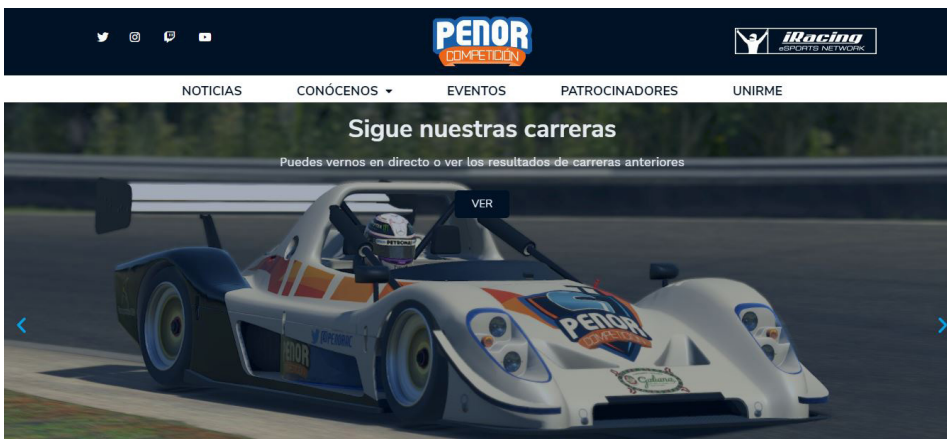 PENOR
COMPETICIÓN
iRacing
eSPORTS NETWORK
NOTICIAS
CONÓCENOS
EVENTOS
PATROCINADORES
UNIRME
Sigue nuestras carreras
Puedes vernos en directo o ver los resultados de carreras anteriores
VER
PENOR
COMPETICIÓN
PENOR